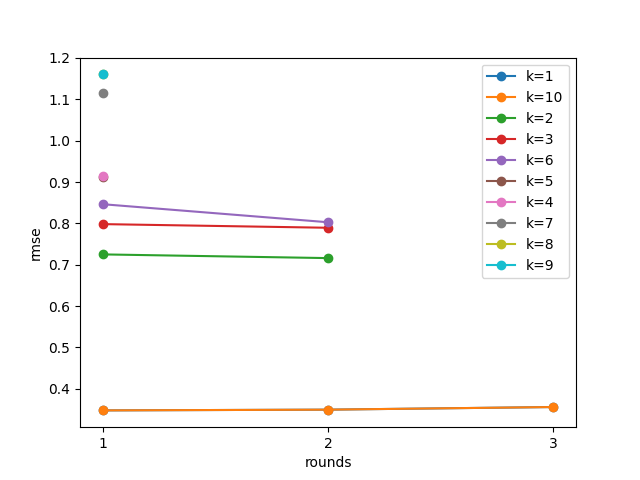 1.2
1.1
1.0
0.9
0.8
0.7
0.6
0.5
0.4
rmse
1
2
3
rounds
k=1
k=10
k=2
k=3
k=6
k=5
k=4
k=7
k=8
k=9